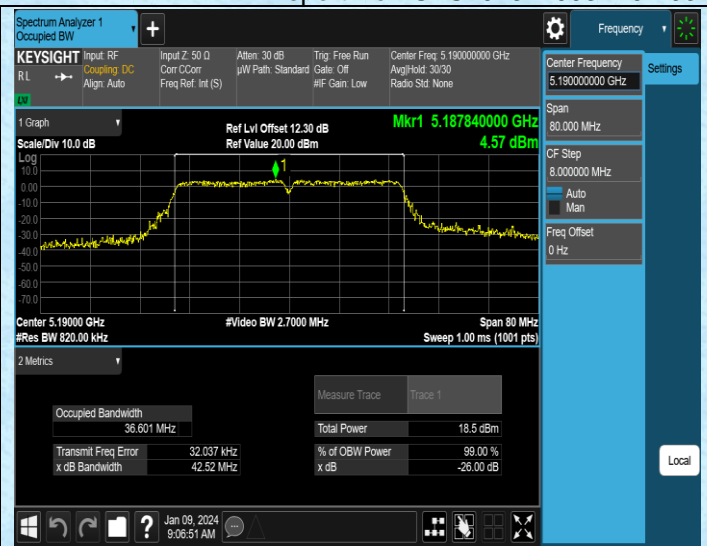 Spectrum Analyzer 1
Occupied BW
Frequency
KEYSIGHT
RL
LXI
Input: RF
Coupling: DC
Align: Auto
Input Z: 50 Ω
Corr CCorr
Freq Ref: Int (S)
Atten: 30 dB
µW Path: Standard
Trig: Free Run
Gate: Off
#IF Gain: Low
Center Freq: 5.190000000 GHz
Avg|Hold: 30/30
Radio Std: None
Center Frequency
5.190000000 GHz
Settings
Span
80.000 MHz
CF Step
8.000000 MHz
Auto
Man
Freq Offset
0 Hz
1 Graph
Scale/Div 10.0 dB
Ref Lvl Offset 12.30 dB
Ref Value 20.00 dBm
Mkr1 5.187840000 GHz
4.57 dBm
Log
10.0
0.00
-10.0
-20.0
-30.0
-40.0
-50.0
-60.0
-70.0
1
Center 5.19000 GHz
#Res BW 820.00 kHz
#Video BW 2.7000 MHz
Span 80 MHz
Sweep 1.00 ms (1001 pts)
2 Metrics
Measure Trace Trace 1
Occupied Bandwidth
36.601 MHz
Total Power 18.5 dBm
Transmit Freq Error 32.037 kHz
% of OBW Power 99.00 %
x dB Bandwidth 42.52 MHz
x dB -26.00 dB
Local
Jan 09, 2024
9:06:51 AM